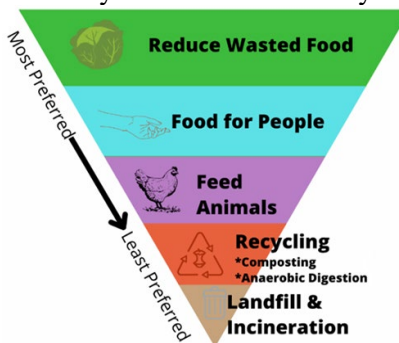 Reduce Wasted Food
Food for People
Feed
Animals
Recycling
*Composting
*Anaerobic Digestion
Landfill &
Incineration
Most Preferred
Least Preferred